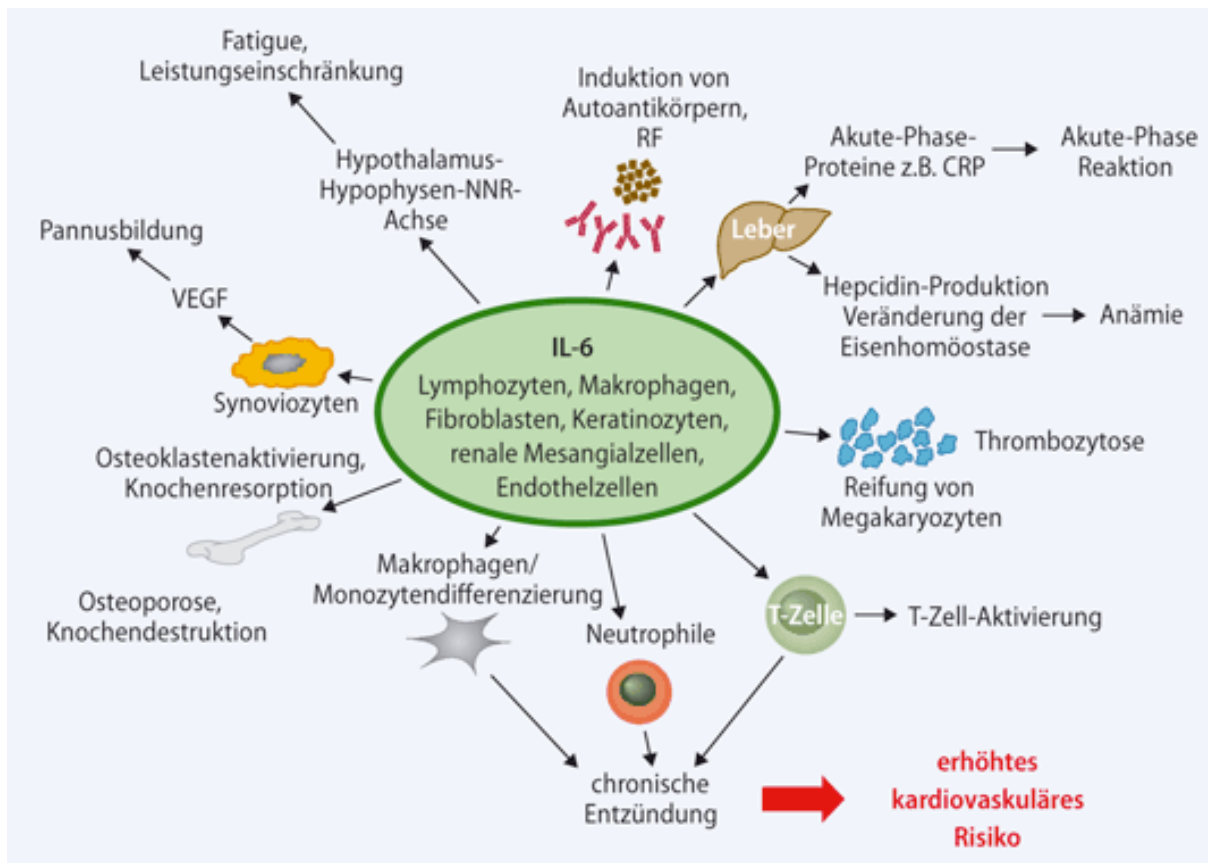 Fatigue,
Leistungseinschränkung
Induktion von
Autoantikörpern,
RF
Akute-Phase-
Proteine z.B. CRP
Akute-Phase
Reaktion
Hypothalamus-
Hypophysen-NNR-
Achse
Leber
Pannusbildung
VEGF
Hepcidin-Produktion
Veränderung der
Eisenhomöostase
Anämie
Synoviozyten
IL-6
Lymphozyten, Makrophagen,
Fibroblasten, Keratinozyten,
renale Mesangialzellen,
Endothelzellen
Thrombozytose
Reifung von
Megakaryozyten
Osteoklastenaktivierung,
Knochenresorption
Osteoporose,
Knochendestruktion
Makrophagen/
Monozytendifferenzierung
Neutrophile
T-Zelle
T-Zell-Aktivierung
chronische
Entzündung
erhöhtes
kardiovaskuläres
Risiko